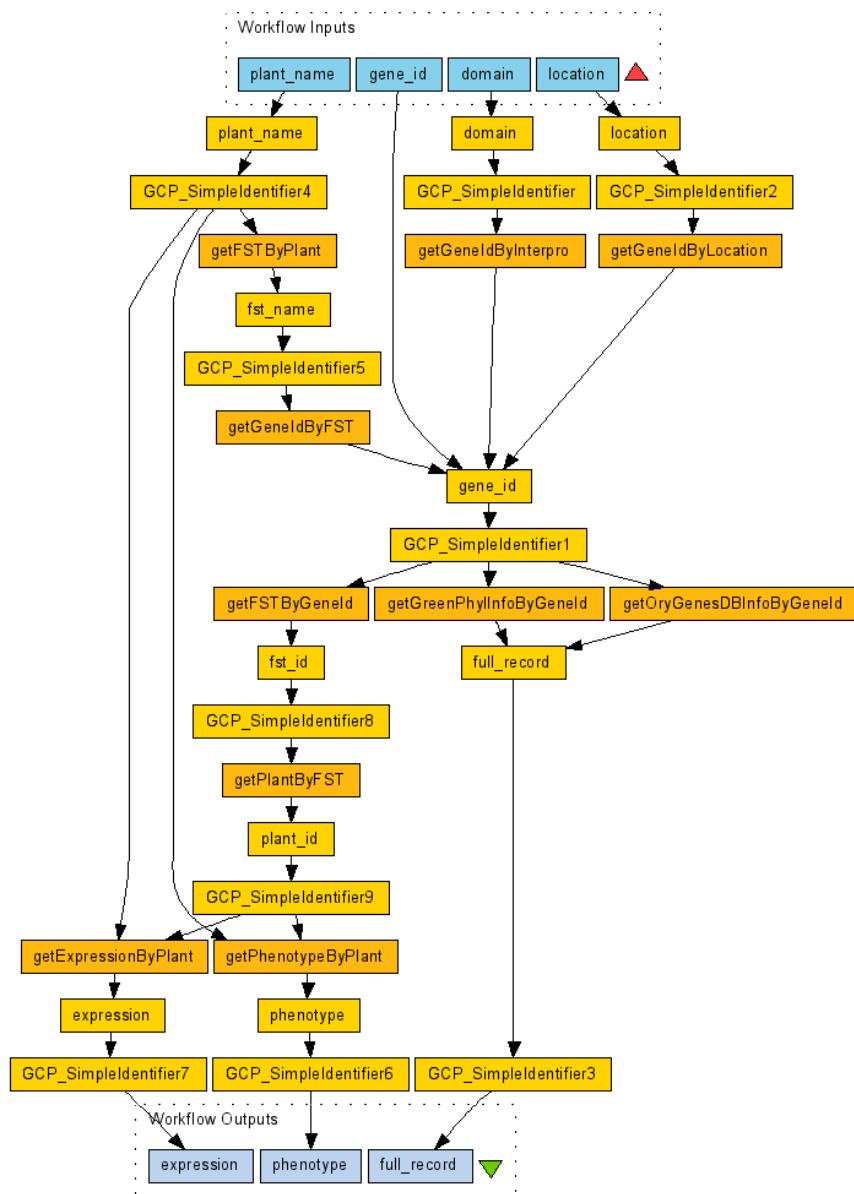 Workflow Inputs
plant_name
gene_id
domain
location
plant_name
domain
location
GCP_SimpleIdentifier4
GCP_SimpleIdentifier
GCP_SimpleIdentifier2
getFSTByPlant
getGeneIdByInterpro
getGeneIdByLocation
fst_name
GCP_SimpleIdentifier5
getGeneIdByFST
gene_id
GCP_SimpleIdentifier1
getFSTByGeneId
getGreenPhylInfoByGeneId
getOryGenesDBInfoByGeneId
fst_id
full_record
GCP_SimpleIdentifier8
getPlantByFST
plant_id
GCP_SimpleIdentifier9
getExpressionByPlant
getPhenotypeByPlant
expression
phenotype
GCP_SimpleIdentifier7
GCP_SimpleIdentifier6
GCP_SimpleIdentifier3
Workflow Outputs
expression
phenotype
full_record